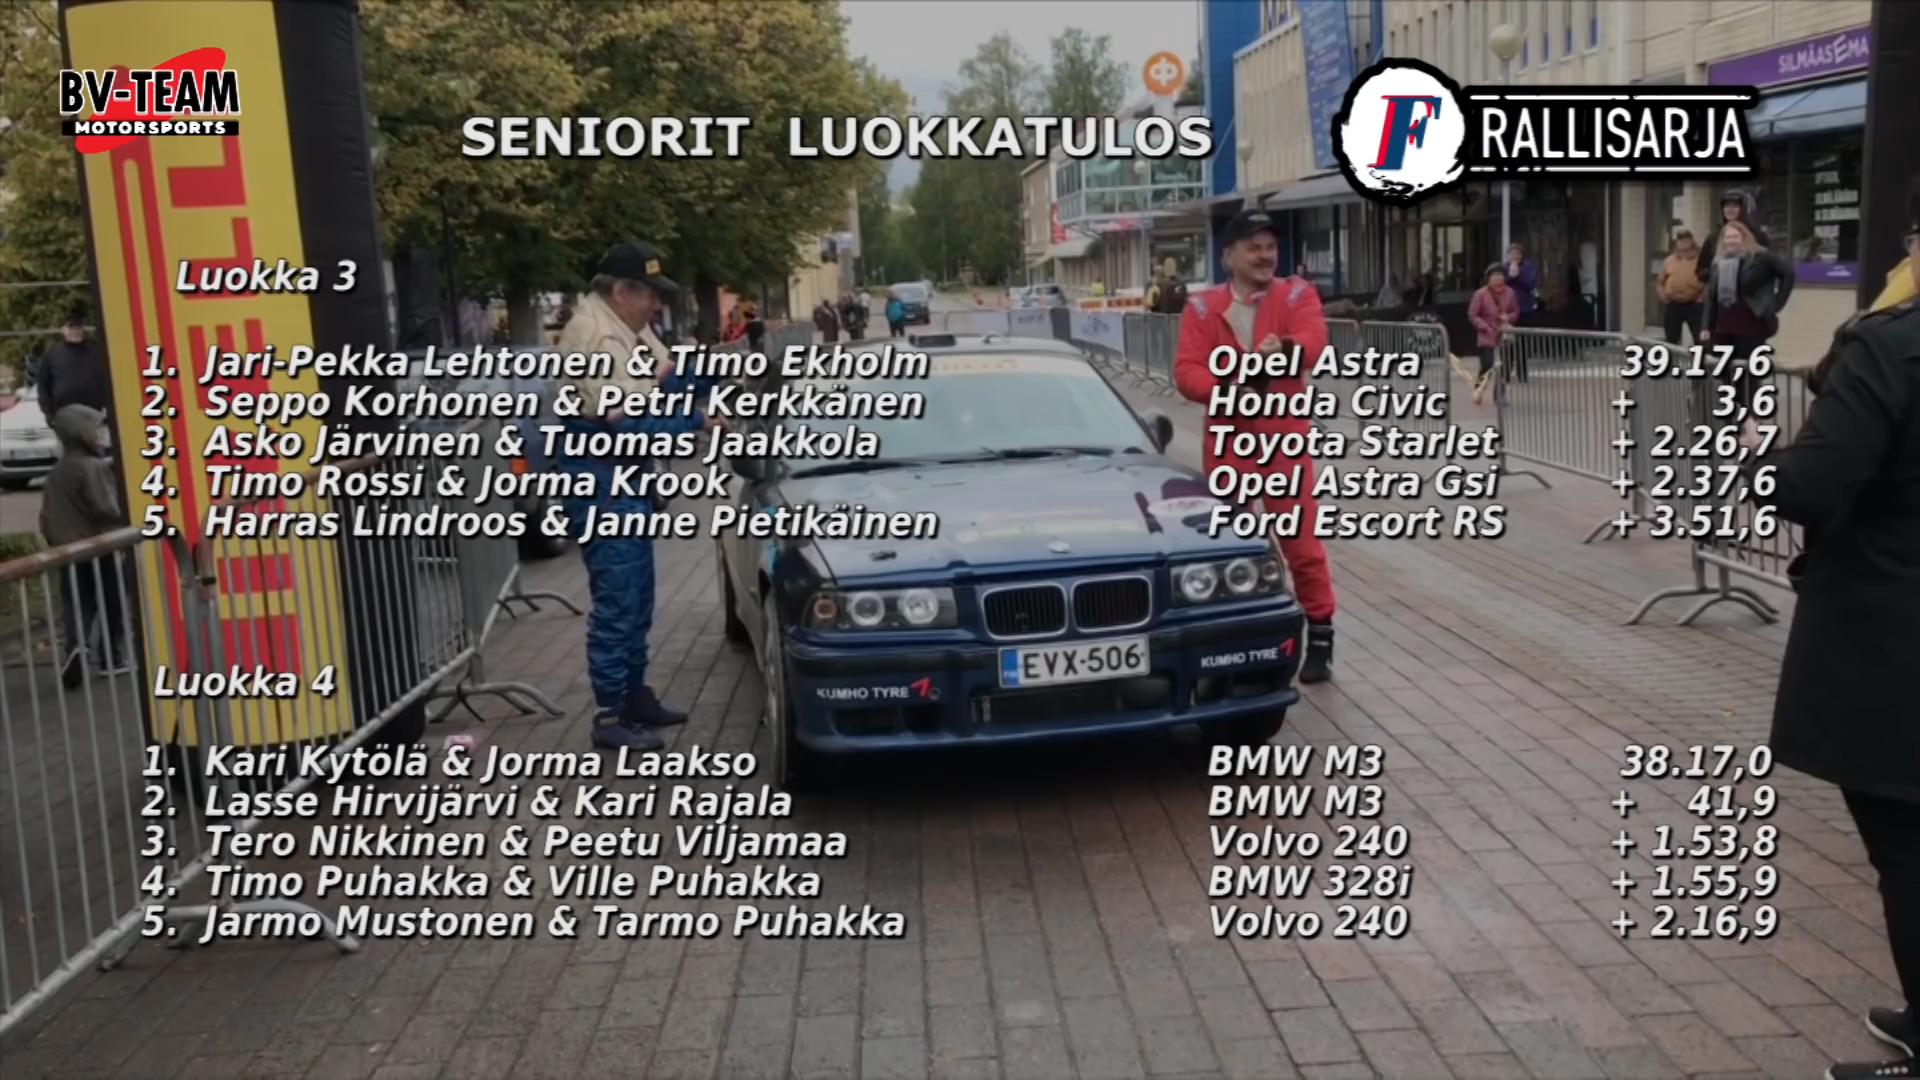 BV-TEAM
MOTORSPORTS
SENIORIT LUOKKATULOS
F RALLISARJA
SILMÄASEMA
Luokka 3
1. Jari-Pekka Lehtonen & Timo Ekholm Opel Astra 39.17,6
2. Seppo Korhonen & Petri Kerkkänen Honda Civic + 3,6
3. Asko Järvinen & Tuomas Jaakkola Toyota Starlet + 2.26,7
4. Timo Rossi & Jorma Krook Opel Astra Gsi + 2.37,6
5. Harras Lindroos & Janne Pietikäinen Ford Escort RS + 3.51,6
EVX-506
KUMHO TYRE
KUMHO TYRE
Luokka 4
1. Kari Kytölä & Jorma Laakso BMW M3 38.17,0
2. Lasse Hirvijärvi & Kari Rajala BMW M3 + 41,9
3. Tero Nikkinen & Peetu Viljamaa Volvo 240 + 1.53,8
4. Timo Puhakka & Ville Puhakka BMW 328i + 1.55,9
5. Jarmo Mustonen & Tarmo Puhakka Volvo 240 + 2.16,9